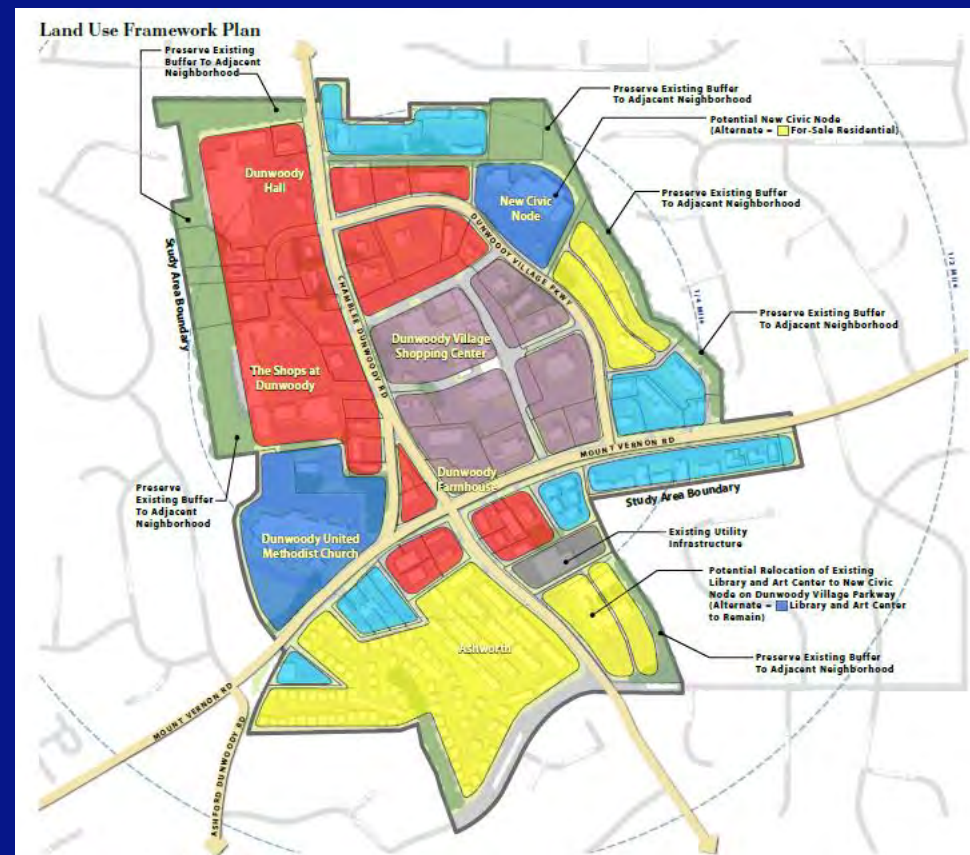 Land Use Framework Plan
Preserve Existing
Buffer To Adjacent
Neighborhood
Preserve Existing Buffer
To Adjacent Neighborhood
Potential New Civic Node
(Alternate = For-Sale Residential)
Dunwoody
Hall
New Civic
Node
Preserve Existing Buffer
To Adjacent Neighborhood
DUNWOODY VILLAGE PKWY
Study Area Boundary
CHAMBLEE DUNWOODY RD
1/4 Mile
1/2 Mile
Preserve Existing Buffer
To Adjacent Neighborhood
Dunwoody Village
Shopping Center
The Shops at
Dunwoody
MOUNT VERNON RD
Dunwoody
Farmhouse
Study Area Boundary
Preserve
Existing Buffer
To Adjacent
Neighborhood
Dunwoody United
Methodist Church
Existing Utility
Infrastructure
Potential Relocation of Existing
Library and Art Center to New Civic
Node on Dunwoody Village Parkway
(Alternate = Library and Art Center
to Remain)
Ashworth
Preserve Existing Buffer
To Adjacent Neighborhood
MOUNT VERNON RD
ASHFORD DUNWOODY RD